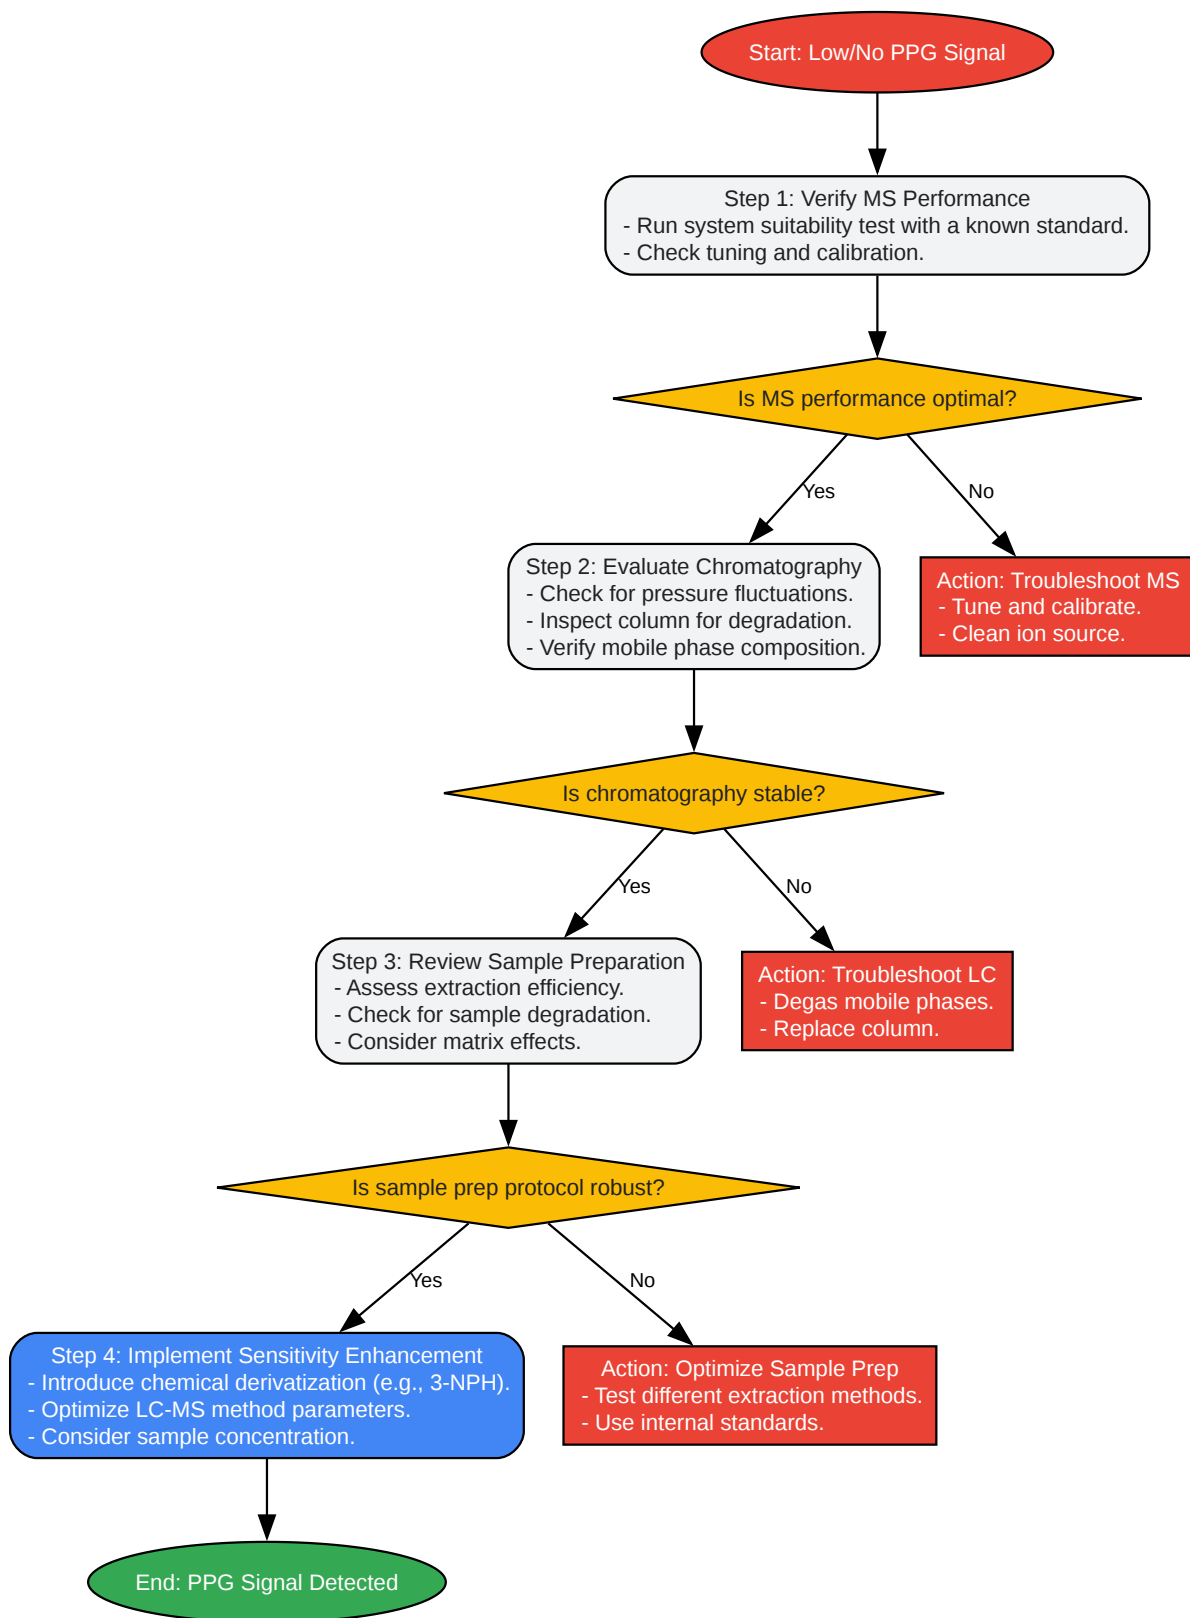 Start: Low/No PPG Signal
Step 1: Verify MS Performance
- Run system suitability test with a known standard.
- Check tuning and calibration.
Is MS performance optimal?
Yes
No
Step 2: Evaluate Chromatography
- Check for pressure fluctuations.
- Inspect column for degradation.
- Verify mobile phase composition.
Action: Troubleshoot MS
- Tune and calibrate.
- Clean ion source.
Is chromatography stable?
Yes
No
Step 3: Review Sample Preparation
- Assess extraction efficiency.
- Check for sample degradation.
- Consider matrix effects.
Action: Troubleshoot LC
- Degas mobile phases.
- Replace column.
Is sample prep protocol robust?
Yes
No
Step 4: Implement Sensitivity Enhancement
- Introduce chemical derivatization (e.g., 3-NPH).
- Optimize LC-MS method parameters.
- Consider sample concentration.
Action: Optimize Sample Prep
- Test different extraction methods.
- Use internal standards.
End: PPG Signal Detected